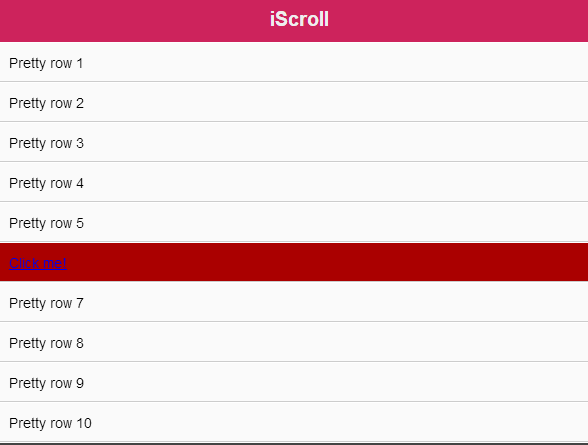 iScroll
Pretty row 1
Pretty row 2
Pretty row 3
Pretty row 4
Pretty row 5
Click me!
Pretty row 7
Pretty row 8
Pretty row 9
Pretty row 10